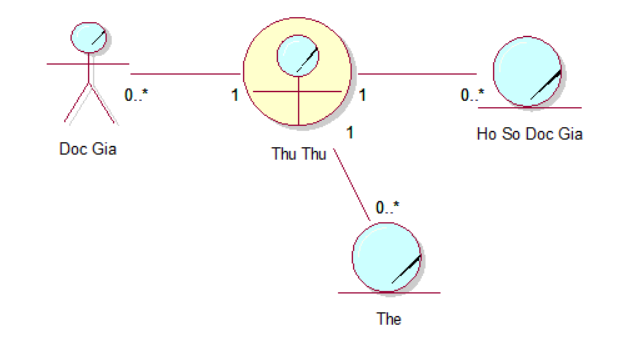 0..*
1
1
0..*
Doc Gia
Thu Thu
1
Ho So Doc Gia
0..*
The